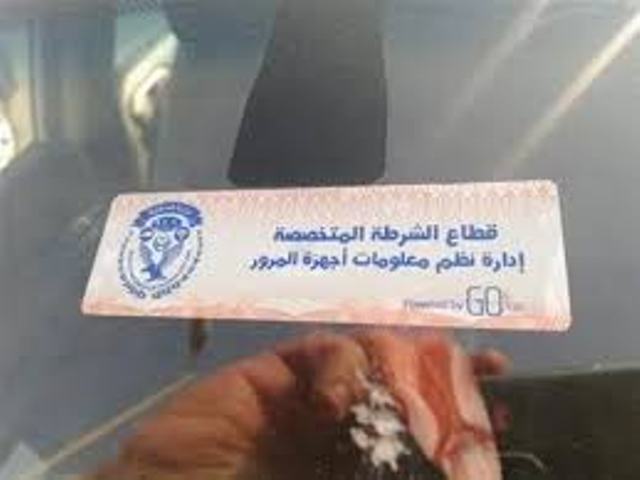 قطاع الشرطة المتخصصة
إدارة نظم معلومات أجهزة المرور
Powered by GO